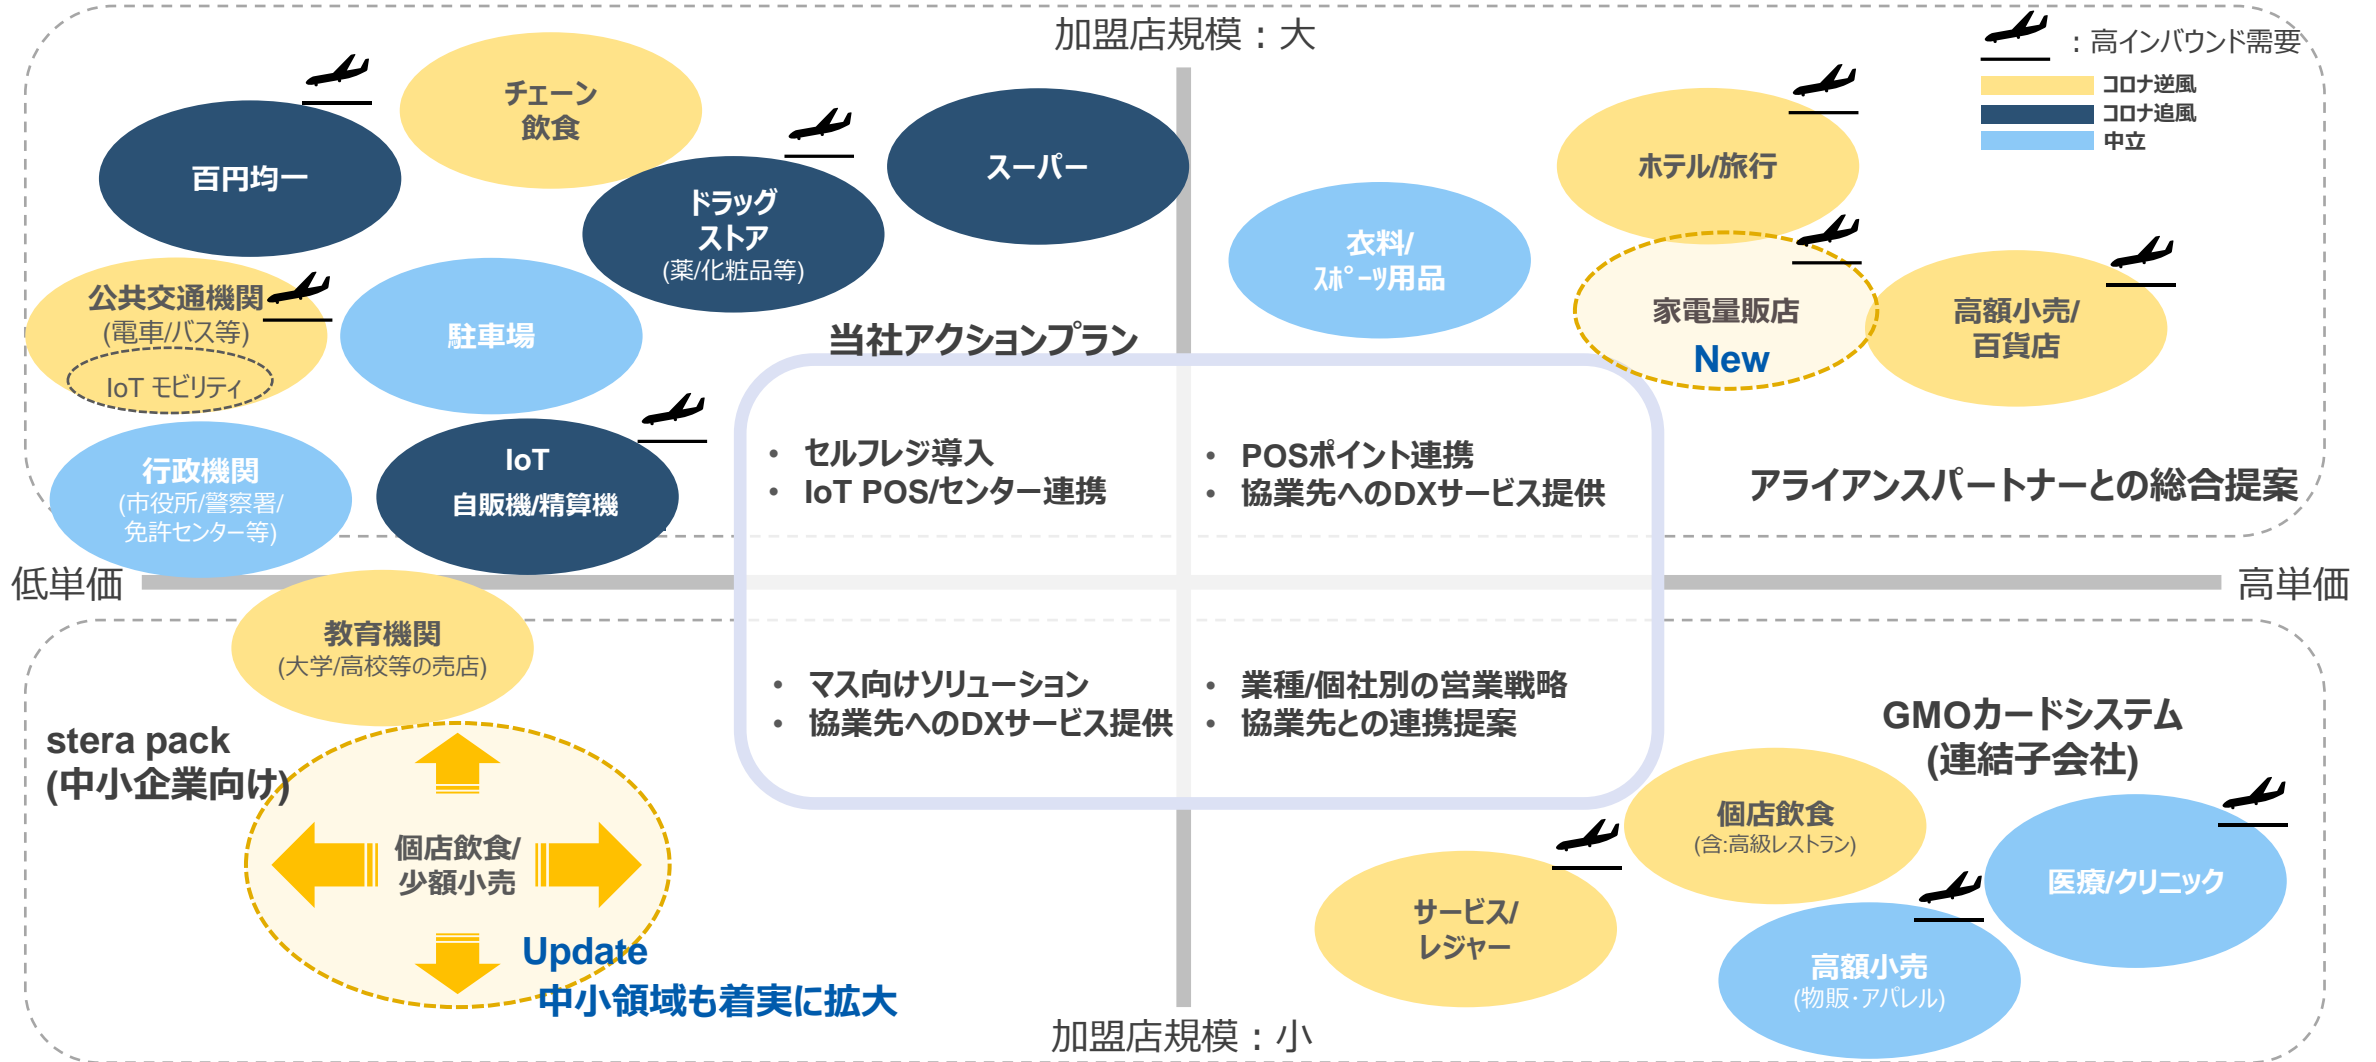 加盟店規模：大
：高インバウンド需要
コロナ逆風
コロナ追風
中立
百円均一
チェーン
飲食
ドラッグ
ストア
(薬/化粧品等)
スーパー
公共交通機関
(電車/バス等)
IoT モビリティ
駐車場
行政機関
(市役所/警察署/
免許センター等)
IoT
自販機/精算機
衣料/
ｽﾎﾟｰﾂ用品
ホテル/旅行
家電量販店
New
高額小売/
百貨店
アライアンスパートナーとの総合提案
当社アクションプラン
• セルフレジ導入
• IoT POS/センター連携
• POSポイント連携
• 協業先へのDXサービス提供
低単価
高単価
• マス向けソリューション
• 協業先へのDXサービス提供
• 業種/個社別の営業戦略
• 協業先との連携提案
教育機関
(大学/高校等の売店)
stera pack
(中小企業向け)
個店飲食/
少額小売
Update
中小領域も着実に拡大
GMOカードシステム
(連結子会社)
個店飲食
(含:高級レストラン)
医療/クリニック
サービス/
レジャー
高額小売
(物販･アパレル)
加盟店規模：小